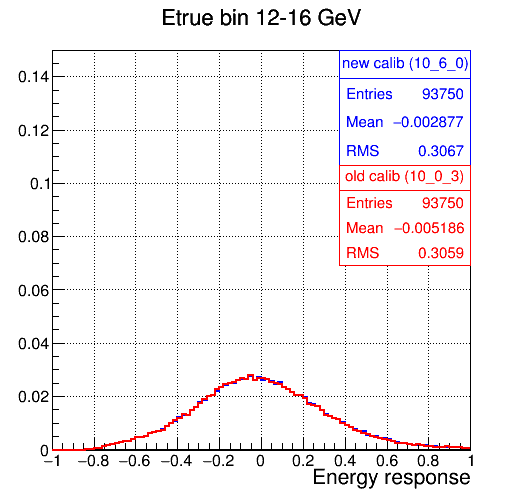 Etrue bin 12-16 GeV
new calib (10_6_0)
Entries 93750
Mean −0.002877
RMS 0.3067
old calib (10_0_3)
Entries 93750
Mean −0.005186
RMS 0.3059
0.14
0.12
0.1
0.08
0.06
0.04
0.02
0
−1 −0.8 −0.6 −0.4 −0.2 0 0.2 0.4 0.6 0.8 1
Energy response